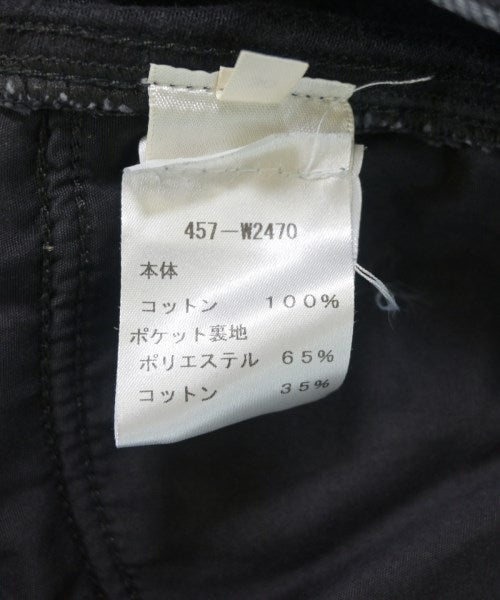 457-W2470
本体
コットン 100%
ポケット裏地
ポリエステル 65%
コットン 35%